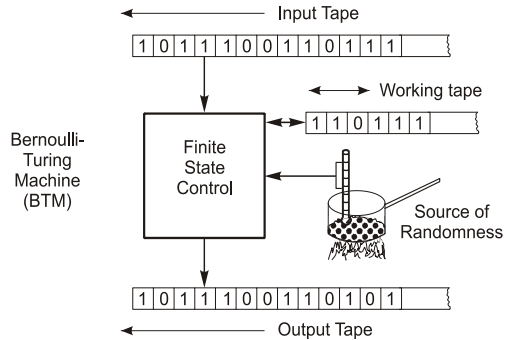 Input Tape
1 0 1 1 1 0 0 1 1 0 1 1 1
Working tape
1 1 0 1 1 1
Bernoulli-
Turing
Machine
(BTM)
Finite
State
Control
Source of
Randomness
1 0 1 1 1 0 0 1 1 0 1 0 1
Output Tape